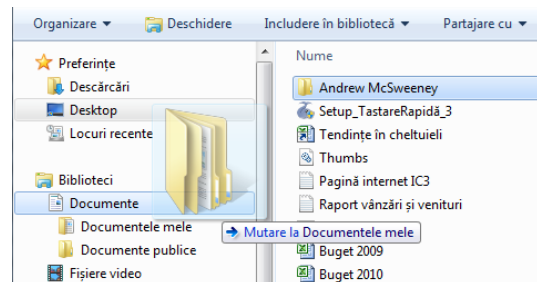 Organizare Deschidere Includere în bibliotecă Partajare cu
Preferințe
Descărcări
Desktop
Locuri recente
Biblioteci
Documente
Documentele mele
Documente publice
Fișiere video
Nume
Andrew McSweeney
Setup_TastareRapidă_3
Tendințe în cheltuieli
Thumbs
Pagină internet IC3
Raport vânzări și venituri
Mutare la Documentele mele
Buget 2009
Buget 2010